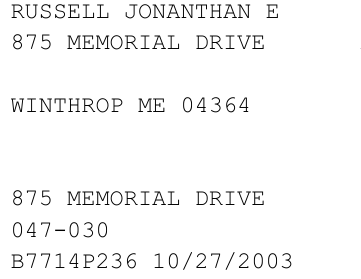 RUSSELL JONANTHAN E
875 MEMORIAL DRIVE
WINTHROP ME 04364
875 MEMORIAL DRIVE
047-030
B7714P236 10/27/2003